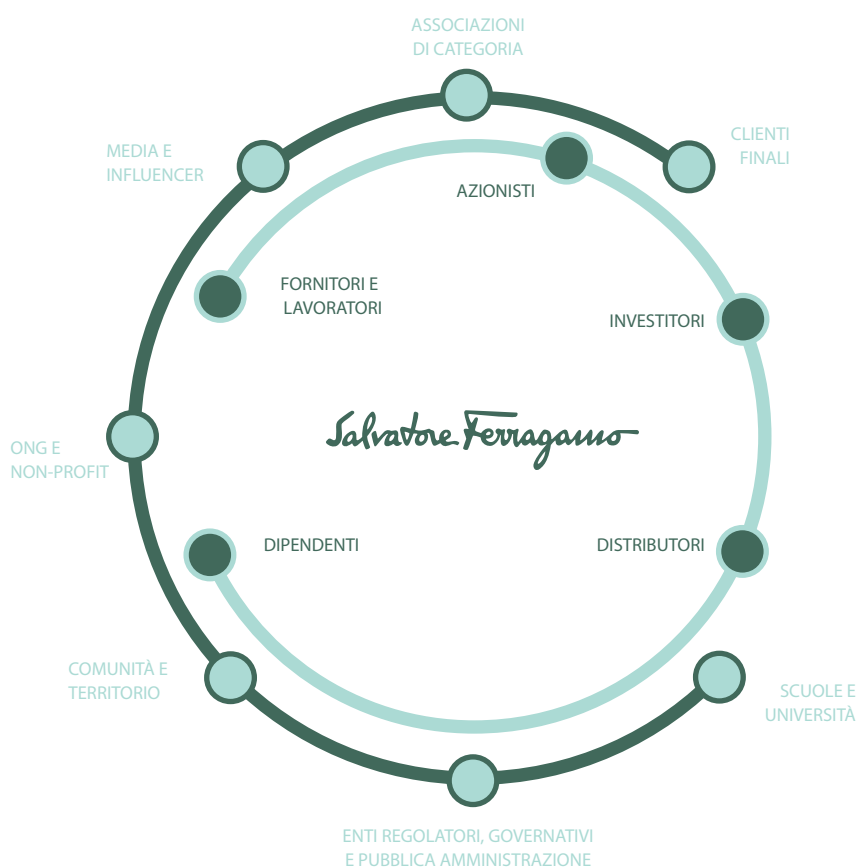 ASSOCIAZIONI
DI CATEGORIA
CLIENTI
FINALI
MEDIA E
INFLUENCER
AZIONISTI
FORNITORI E
LAVORATORI
INVESTITORI
Salvatore Ferragamo
ONG E
NON-PROFIT
DIPENDENTI
DISTRIBUTORI
COMUNITÀ E
TERRITORIO
SCUOLE E
UNIVERSITÀ
ENTI REGOLATORI, GOVERNATIVI
E PUBBLICA AMMINISTRAZIONE